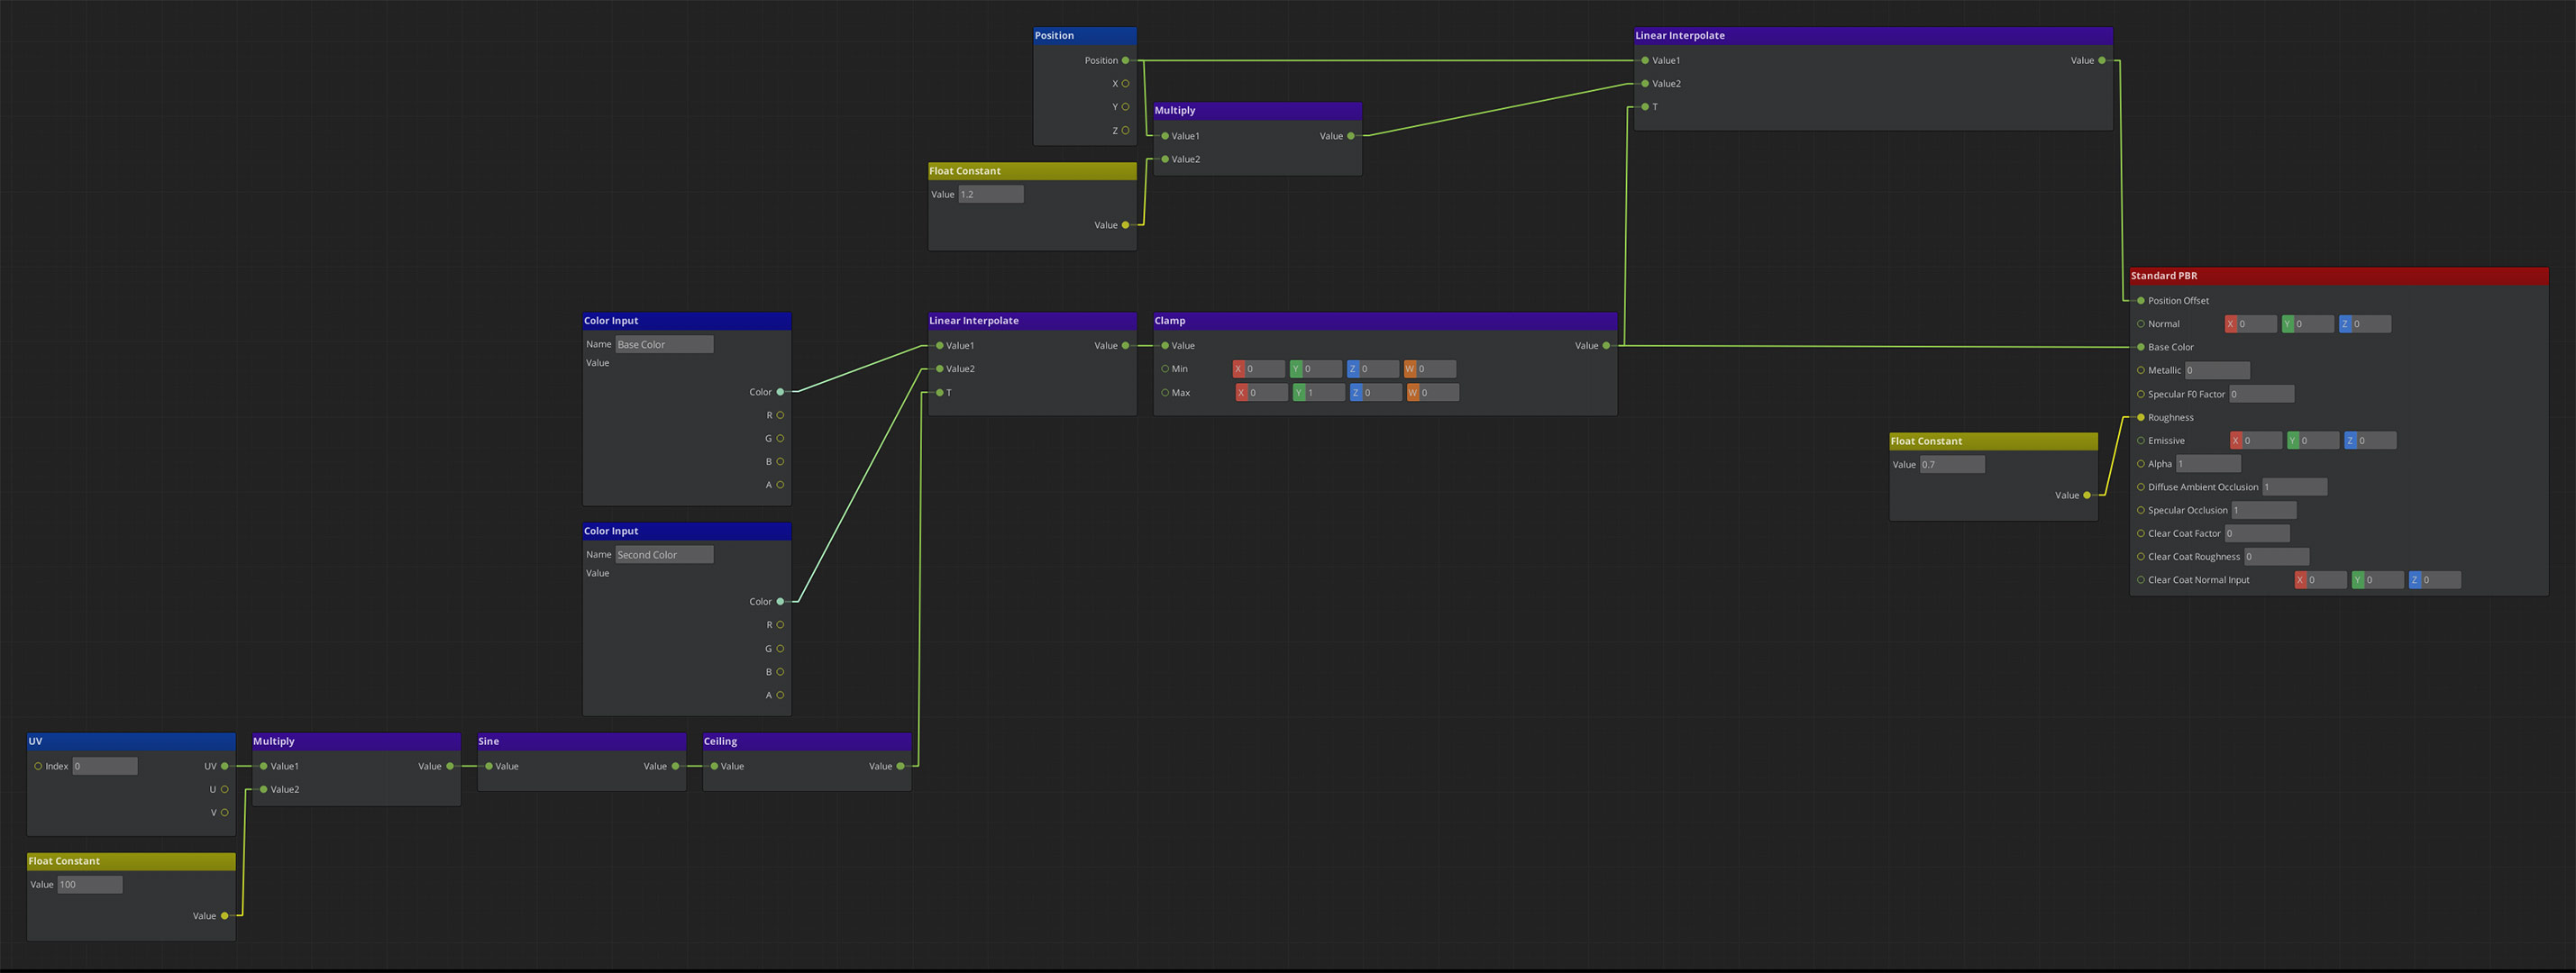 Position
Position
X
Y
Z
Multiply
Value1 Value
Value2
Float Constant
Value 1.2
Value
Linear Interpolate
Value1 Value
Value2
T
Color Input
Name Base Color
Value
Color
R
G
B
A
Color Input
Name Second Color
Value
Color
R
G
B
A
Linear Interpolate
Value1 Value
Value2
T
Clamp
Value Value
Min X 0 Y 0 Z 0 W 0
Max X 0 Y 1 Z 0 W 0
UV
Index 0 UV
U
V
Float Constant
Value 100
Value
Multiply
Value1 Value
Value2
Sine
Value Value
Ceiling
Value Value
Float Constant
Value 0.7
Value
Standard PBR
Position Offset
Normal X 0 Y 0 Z 0
Base Color
Metallic 0
Specular F0 Factor 0
Roughness
Emissive X 0 Y 0 Z 0
Alpha 1
Diffuse Ambient Occlusion 1
Specular Occlusion 1
Clear Coat Factor 0
Clear Coat Roughness 0
Clear Coat Normal Input X 0 Y 0 Z 0